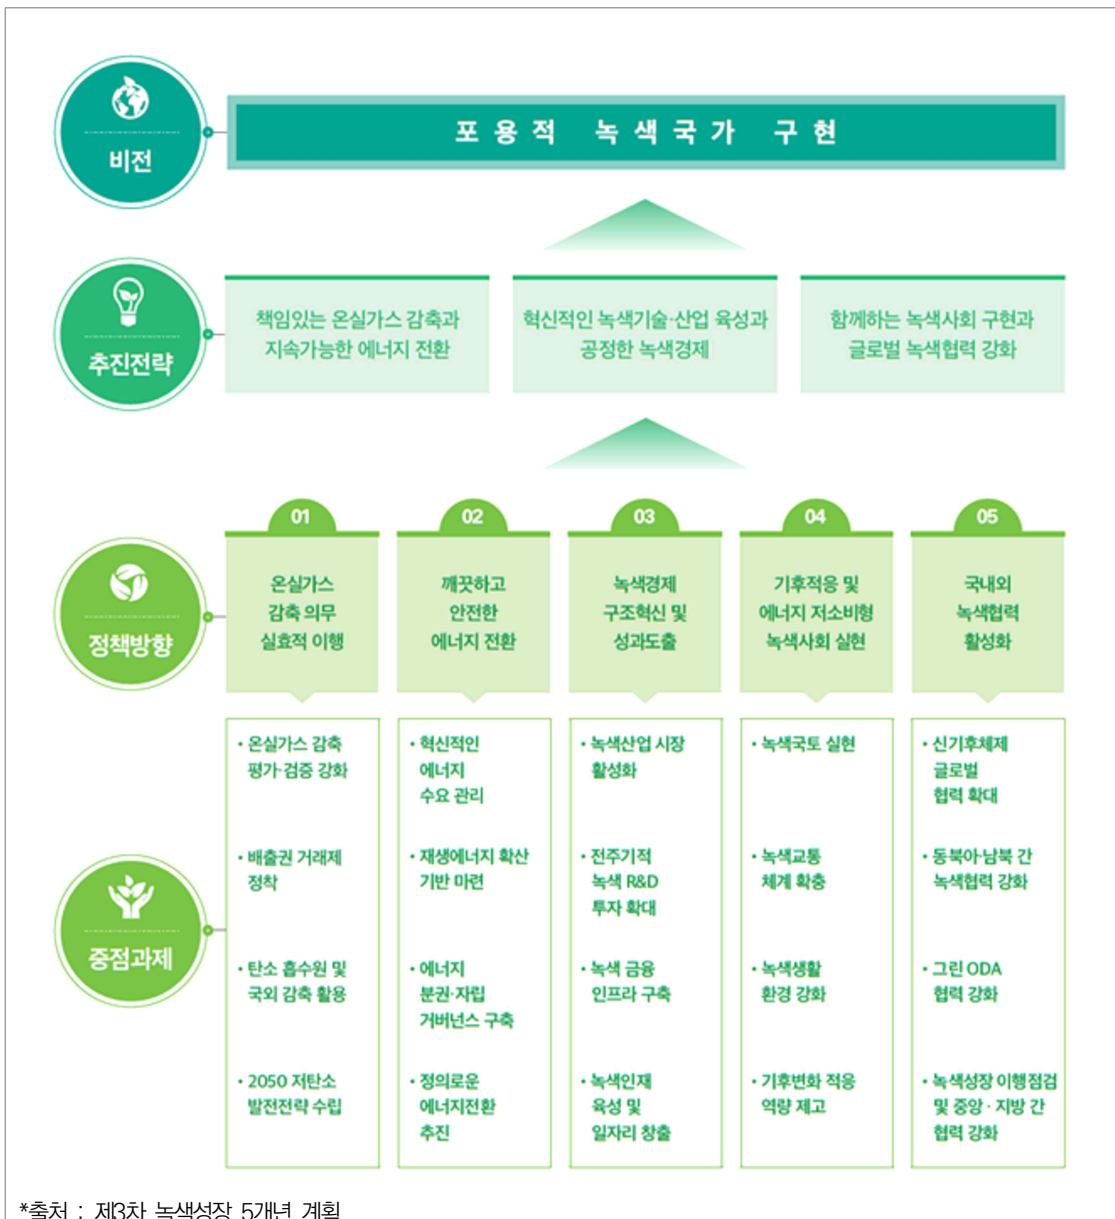 비전
포용적 녹색국가 구현
추진전략
책임있는 온실가스 감축과
지속가능한 에너지 전환
혁신적인 녹색기술·산업 육성과
공정한 녹색경제
함께하는 녹색사회 구현과
글로벌 녹색협력 강화
정책방향
01
온실가스
감축 의무
실효적 이행
02
깨끗하고
안전한
에너지 전환
03
녹색경제
구조혁신 및
성과도출
04
기후적응 및
에너지 저소비형
녹색사회 실현
05
국내외
녹색협력
활성화
중점과제
• 온실가스 감축
평가·검증 강화
• 배출권 거래제
정착
• 탄소 흡수원 및
국외 감축 활용
• 2050 저탄소
발전전략 수립
• 혁신적인
에너지
수요 관리
• 재생에너지 확산
기반 마련
• 에너지
분권·자립
거버넌스 구축
• 정의로운
에너지전환
추진
• 녹색산업 시장
활성화
• 전주기적
녹색 R&D
투자 확대
• 녹색 금융
인프라 구축
• 녹색인재
육성 및
일자리 창출
• 녹색국토 실현
• 녹색교통
체계 확충
• 녹색생활
환경 강화
• 기후변화 적응
역량 제고
• 신기후체제
글로벌
협력 확대
• 동북아·남북 간
녹색협력 강화
• 그린 ODA
협력 강화
• 녹색성장 이행점검
및 중앙 · 지방 간
협력 강화
*출처 : 제3차 녹색성장 5개년 계획